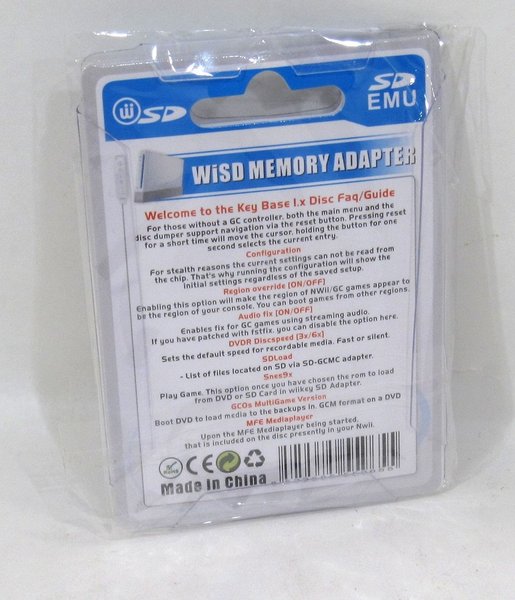 Wii SD
SD
EMU
WiSD MEMORY ADAPTER
Welcome to the Key Base 1.x Disc Faq/Guide
For those without a GC controller, both the main menu and the
disc dumper support navigation via the reset button. Pressing reset
for a short time will move the cursor, holding the button for one
second selects the current entry.
Configuration
For stealth reasons the current settings can not be read from
the chip. That's why running the configuration will show the
initial settings regardless of the saved setup.
Region override [ON/OFF]
Enabling this option will make the region of NWii/GC games appear to
be the region of your console. You can boot games from other regions.
Audio fix [ON/OFF]
Enables fix for GC games using streaming audio.
If you have patched with fstfix, you can disable the option here.
DVDR Discspeed [3x/6x]
Sets the default speed for recordable media. Fast or silent.
SDLoad
- List of files located on SD via SD-GCMC adapter.
Snes9x
Play Game. This option once you have chosen the rom to load
from DVD or SD Card in wiikey SD Adapter.
GCOs MultiGame Version
Boot DVD to load media to the backups in. GCM format on a DVD
MFE Mediaplayer
Upon the MFE Mediaplayer being started,
that is included on the disc presently in your Nwii.
CE
Made In China